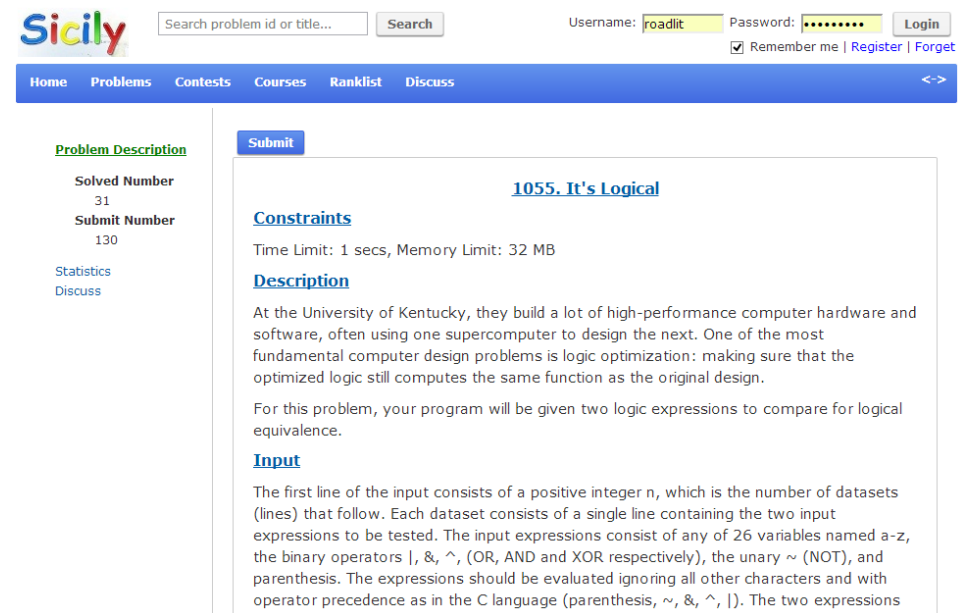 Sicily
Search problem id or title...
Search
Username: roadlit Password: ••••••••• Login
Remember me | Register | Forget
Home Problems Contests Courses Ranklist Discuss <->
Problem Description
Solved Number
31
Submit Number
130
Statistics
Discuss
Submit
1055. It's Logical
Constraints
Time Limit: 1 secs, Memory Limit: 32 MB
Description
At the University of Kentucky, they build a lot of high-performance computer hardware and
software, often using one supercomputer to design the next. One of the most
fundamental computer design problems is logic optimization: making sure that the
optimized logic still computes the same function as the original design.
For this problem, your program will be given two logic expressions to compare for logical
equivalence.
Input
The first line of the input consists of a positive integer n, which is the number of datasets
(lines) that follow. Each dataset consists of a single line containing the two input
expressions to be tested. The input expressions consist of any of 26 variables named a-z,
the binary operators |, &, ^, (OR, AND and XOR respectively), the unary ~ (NOT), and
parenthesis. The expressions should be evaluated ignoring all other characters and with
operator precedence as in the C language (parenthesis, ~, &, ^, |). The two expressions